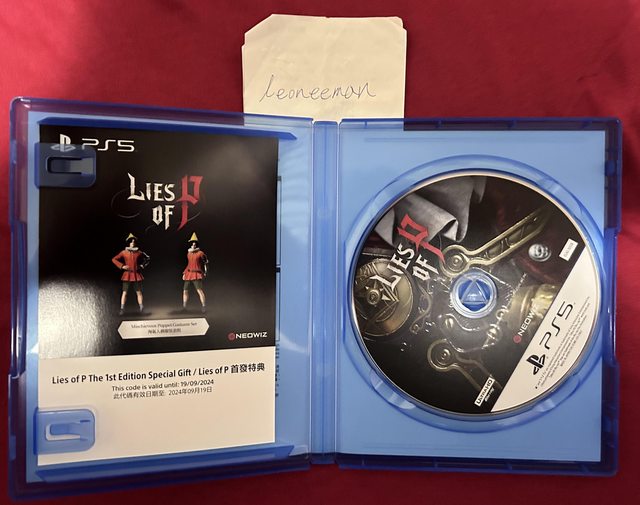 leoneeman
PS5
LIES
OF P
Mischievous Puppet Costume Set
NEOWIZ
Lies of P The 1st Edition Special Gift / Lies of P 首發特典
This code is valid until: 19/09/2024
此代碼有效日期至: 2024年09月19日
LIES
OF P
NEOWIZ
PS5